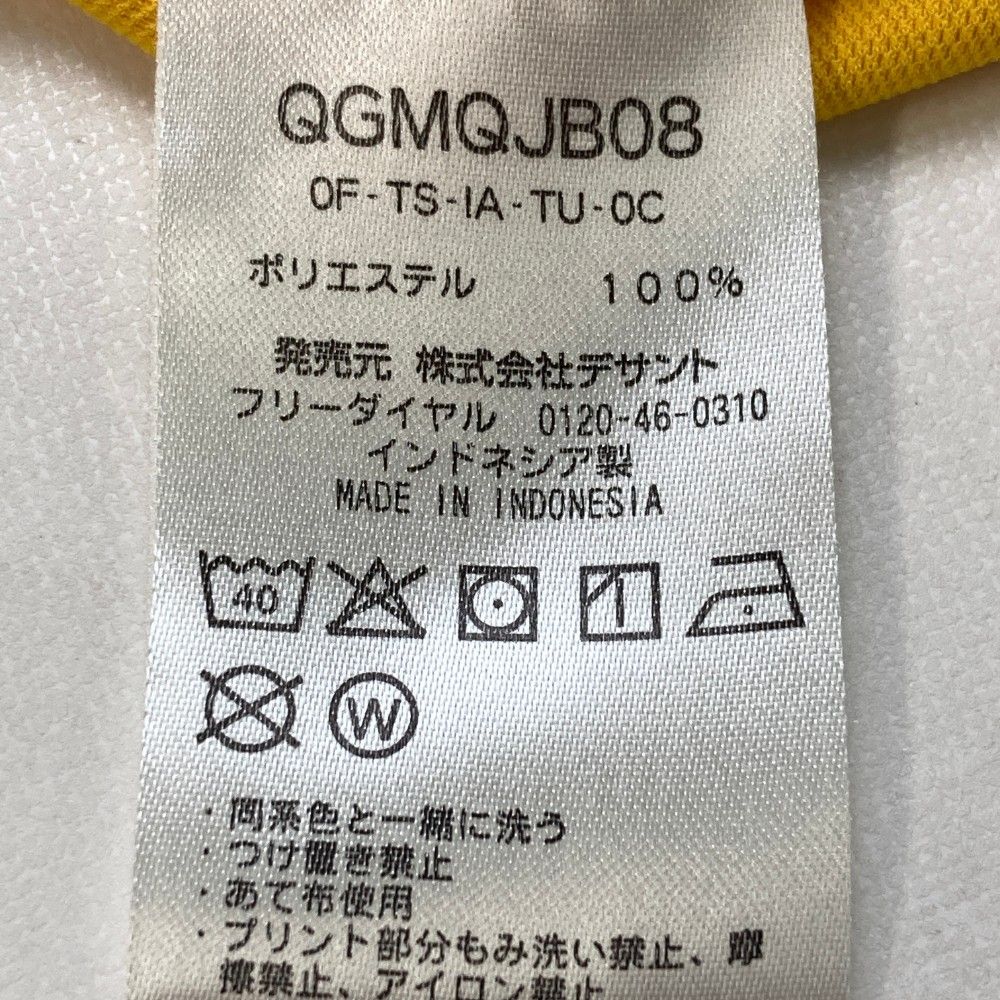 QGMQJB08
0F-TS-IA-TU-0C
ポリエステル 100%
発売元 株式会社デサント
フリーダイヤル 0120-46-0310
インドネシア製
MADE IN INDONESIA
40
W
・同系色と一緒に洗う
・つけ置き禁止
・あて布使用
・プリント部分もみ洗い禁止、摩
擦禁止、アイロン禁止